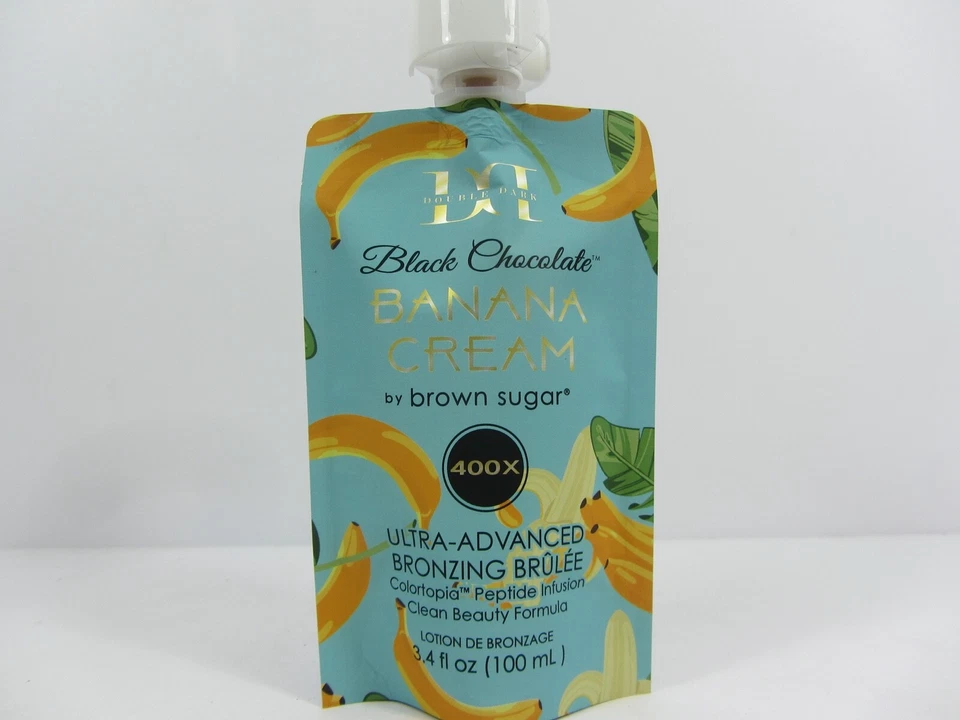 DD
DOUBLE DARK
Black Chocolate™
BANANA
CREAM
by brown sugar®
400X
ULTRA-ADVANCED
BRONZING BRÛLÉE
Colortopia™ Peptide Infusion
Clean Beauty Formula
LOTION DE BRONZAGE
3.4 fl oz (100 mL)